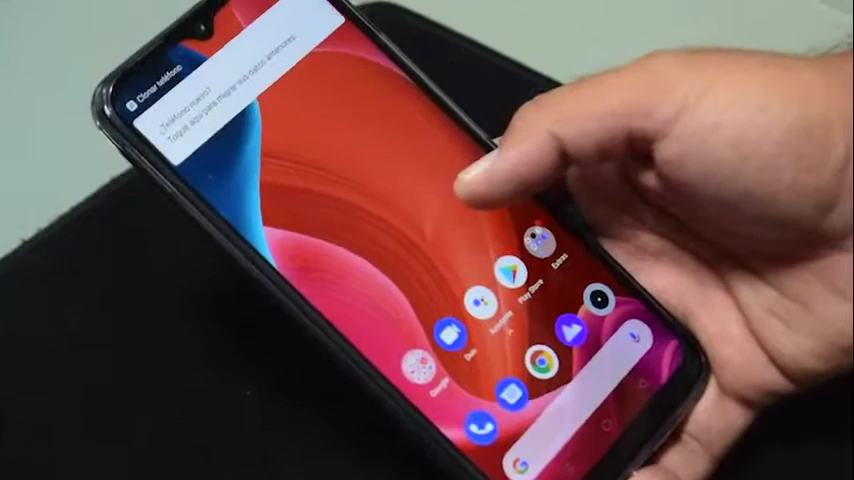 Clonar teléfono
¿Teléfono nuevo?
Toque aquí para migrar sus datos anteriores.
Extras
Play Store
Duo
Google